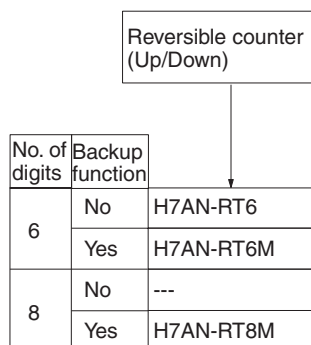 Reversible counter
(Up/Down)
No. of digits Backup function
6 No H7AN-RT6
Yes H7AN-RT6M
8 No ---
Yes H7AN-RT8M